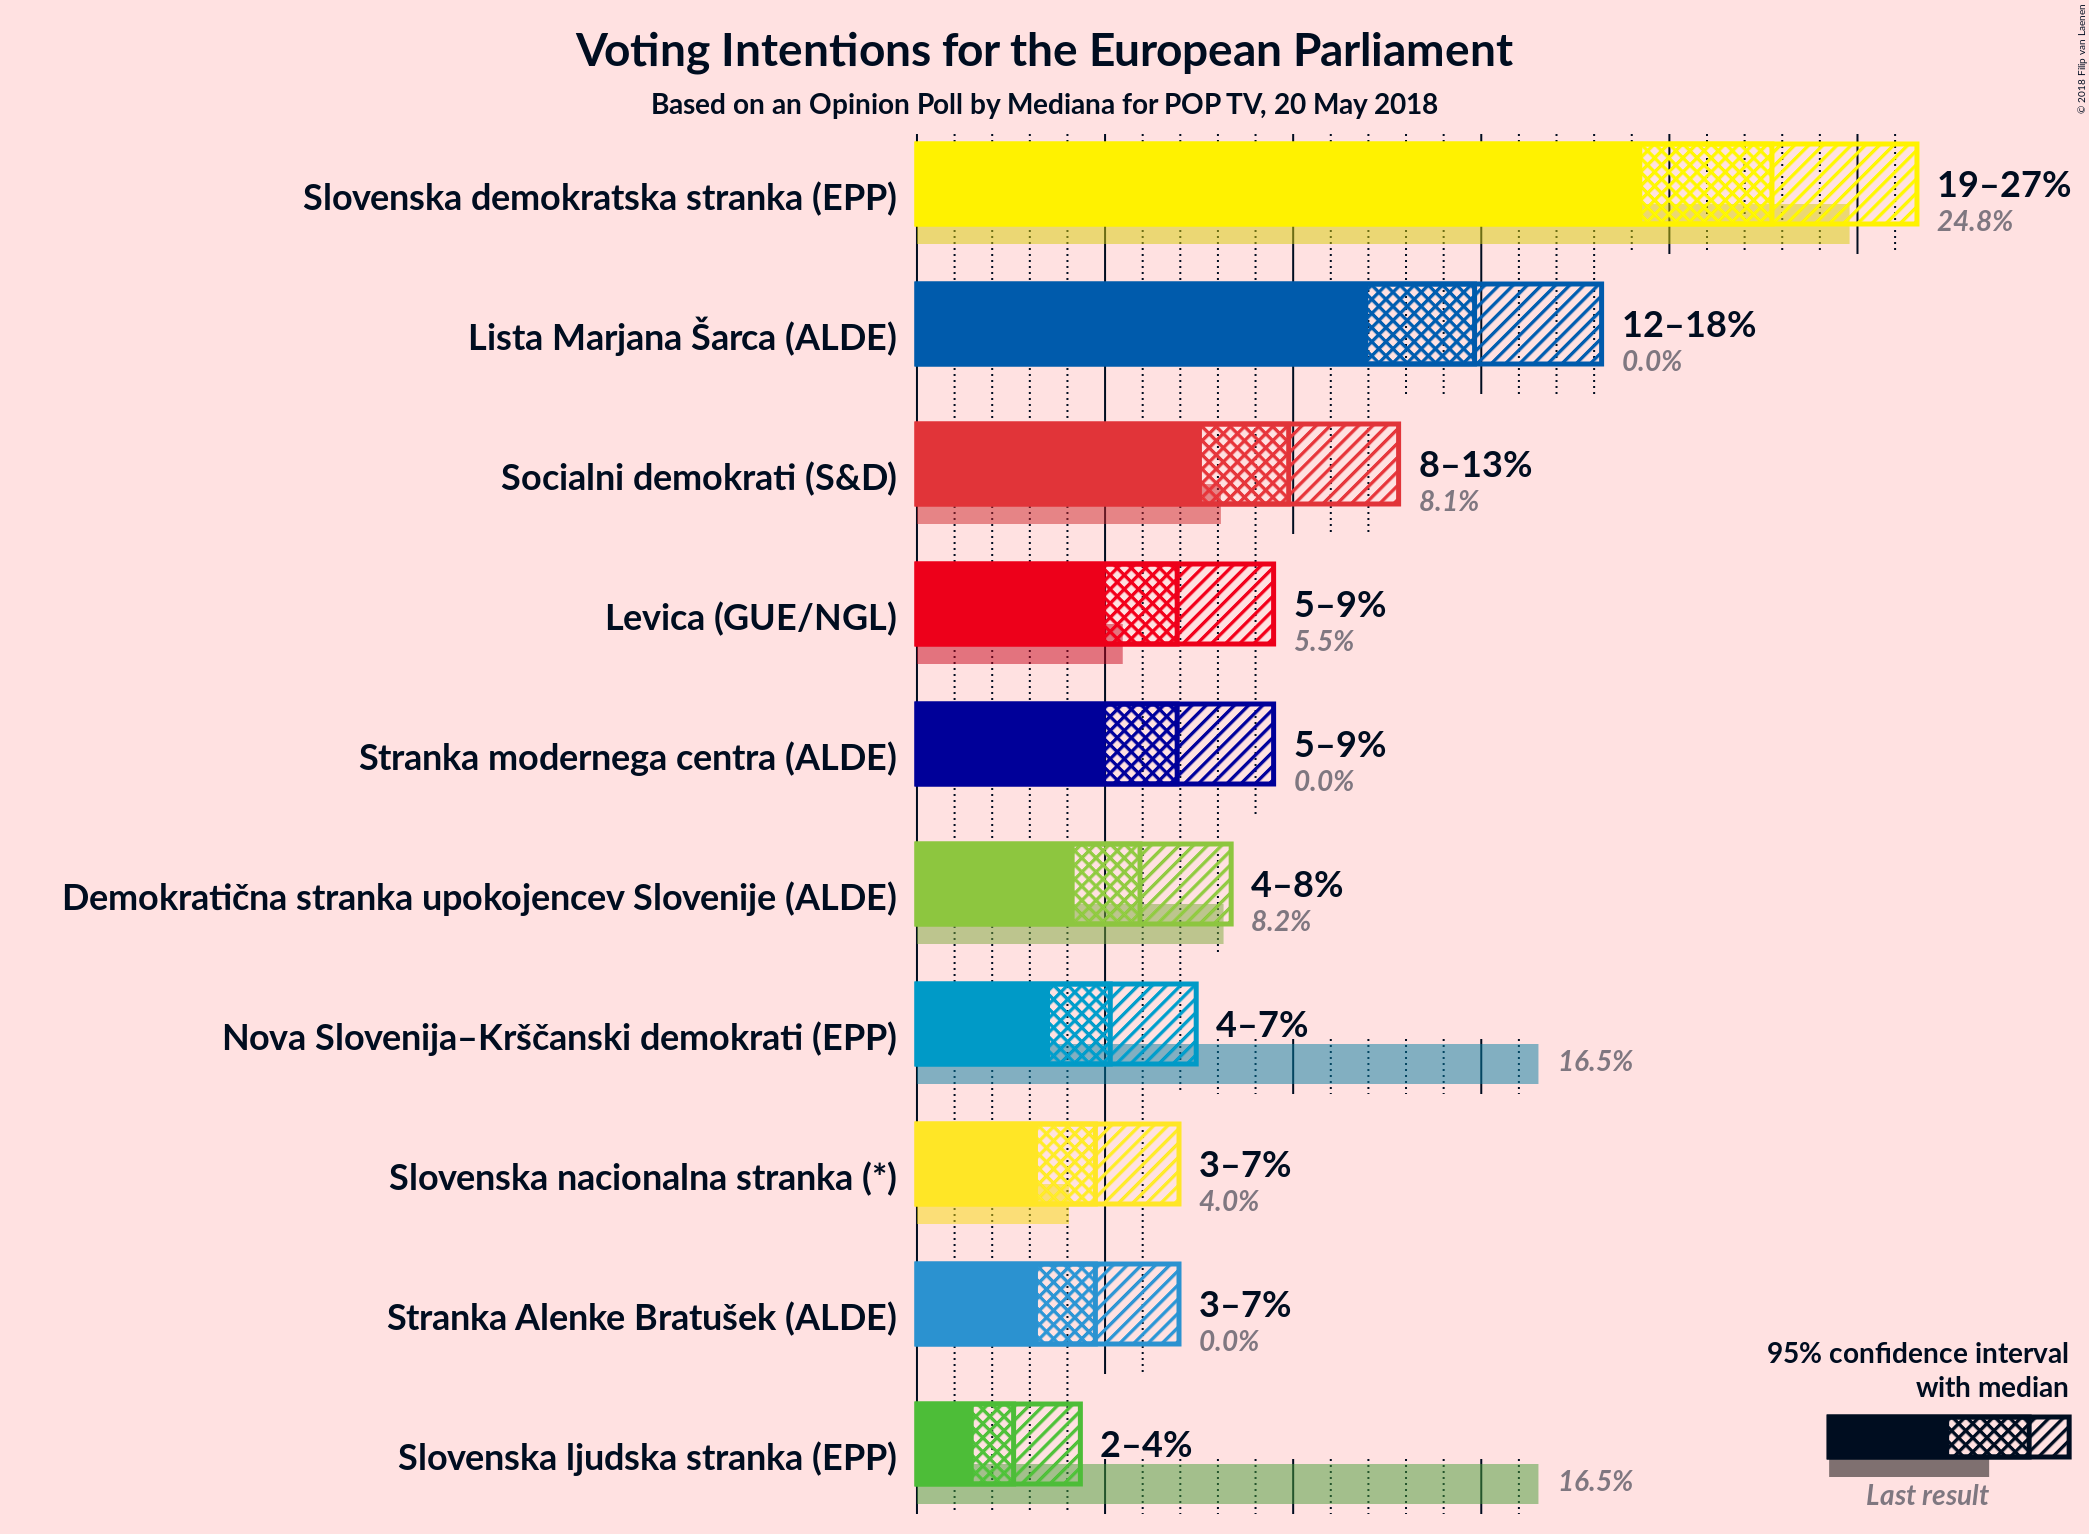 Voting Intentions for the European Parliament
Based on an Opinion Poll by Mediana for POP TV, 20 May 2018
© 2018 Filip van Laenen
Slovenska demokratska stranka (EPP)
19–27%
24.8%
Lista Marjana Šarca (ALDE)
12–18%
0.0%
Socialni demokrati (S&D)
8–13%
8.1%
Levica (GUE/NGL)
5–9%
5.5%
Stranka modernega centra (ALDE)
5–9%
0.0%
Demokratična stranka upokojencev Slovenije (ALDE)
4–8%
8.2%
Nova Slovenija–Krščanski demokrati (EPP)
4–7%
16.5%
Slovenska nacionalna stranka (*)
3–7%
4.0%
Stranka Alenke Bratušek (ALDE)
3–7%
0.0%
Slovenska ljudska stranka (EPP)
2–4%
16.5%
95% confidence interval
with median
Last result